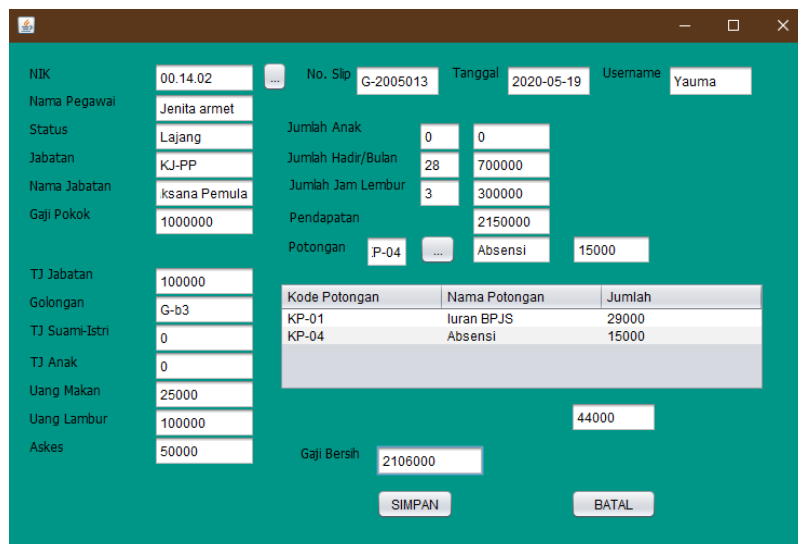 NIK 00.14.02 ... No. Slip G-2005013 Tanggal 2020-05-19 Username Yauma
Nama Pegawai Jenita armet
Status Lajang
Jabatan KJ-PP
Nama Jabatan ksana Pemula
Gaji Pokok 1000000
Jumlah Anak 0 0
Jumlah Hadir/Bulan 28 700000
Jumlah Jam Lembur 3 300000
Pendapatan 2150000
Potongan P-04 ... Absensi 15000
TJ Jabatan 100000
Golongan G-b3
TJ Suami-Istri 0
TJ Anak 0
Uang Makan 25000
Uang Lambur 100000
Askes 50000
Kode Potongan Nama Potongan Jumlah
KP-01 Iuran BPJS 29000
KP-04 Absensi 15000
44000
Gaji Bersih 2106000
SIMPAN BATAL